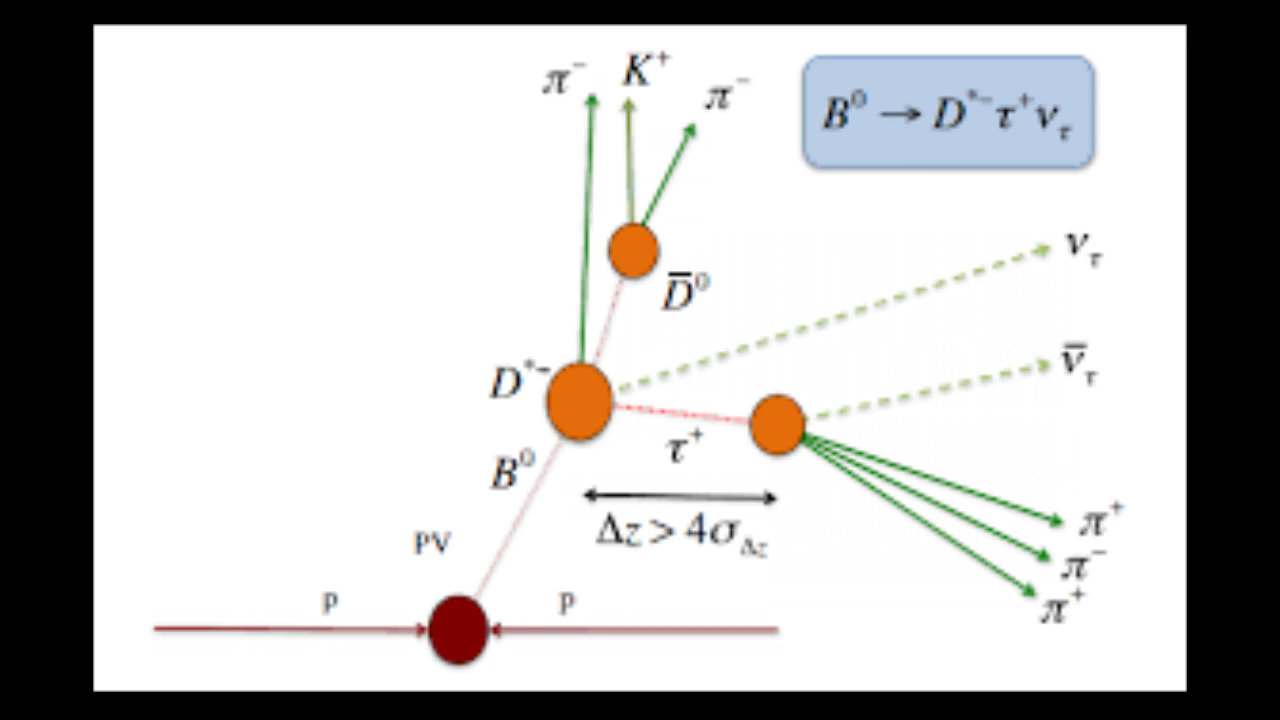 π⁻ K⁺ π⁻
B⁰ → D*⁻τ⁺ν_τ
ν_τ
D̅⁰
ν̅_τ
D*⁻
τ⁺
B⁰
Δz > 4σ_Δz
π⁺
π⁻
π⁺
PV
p p